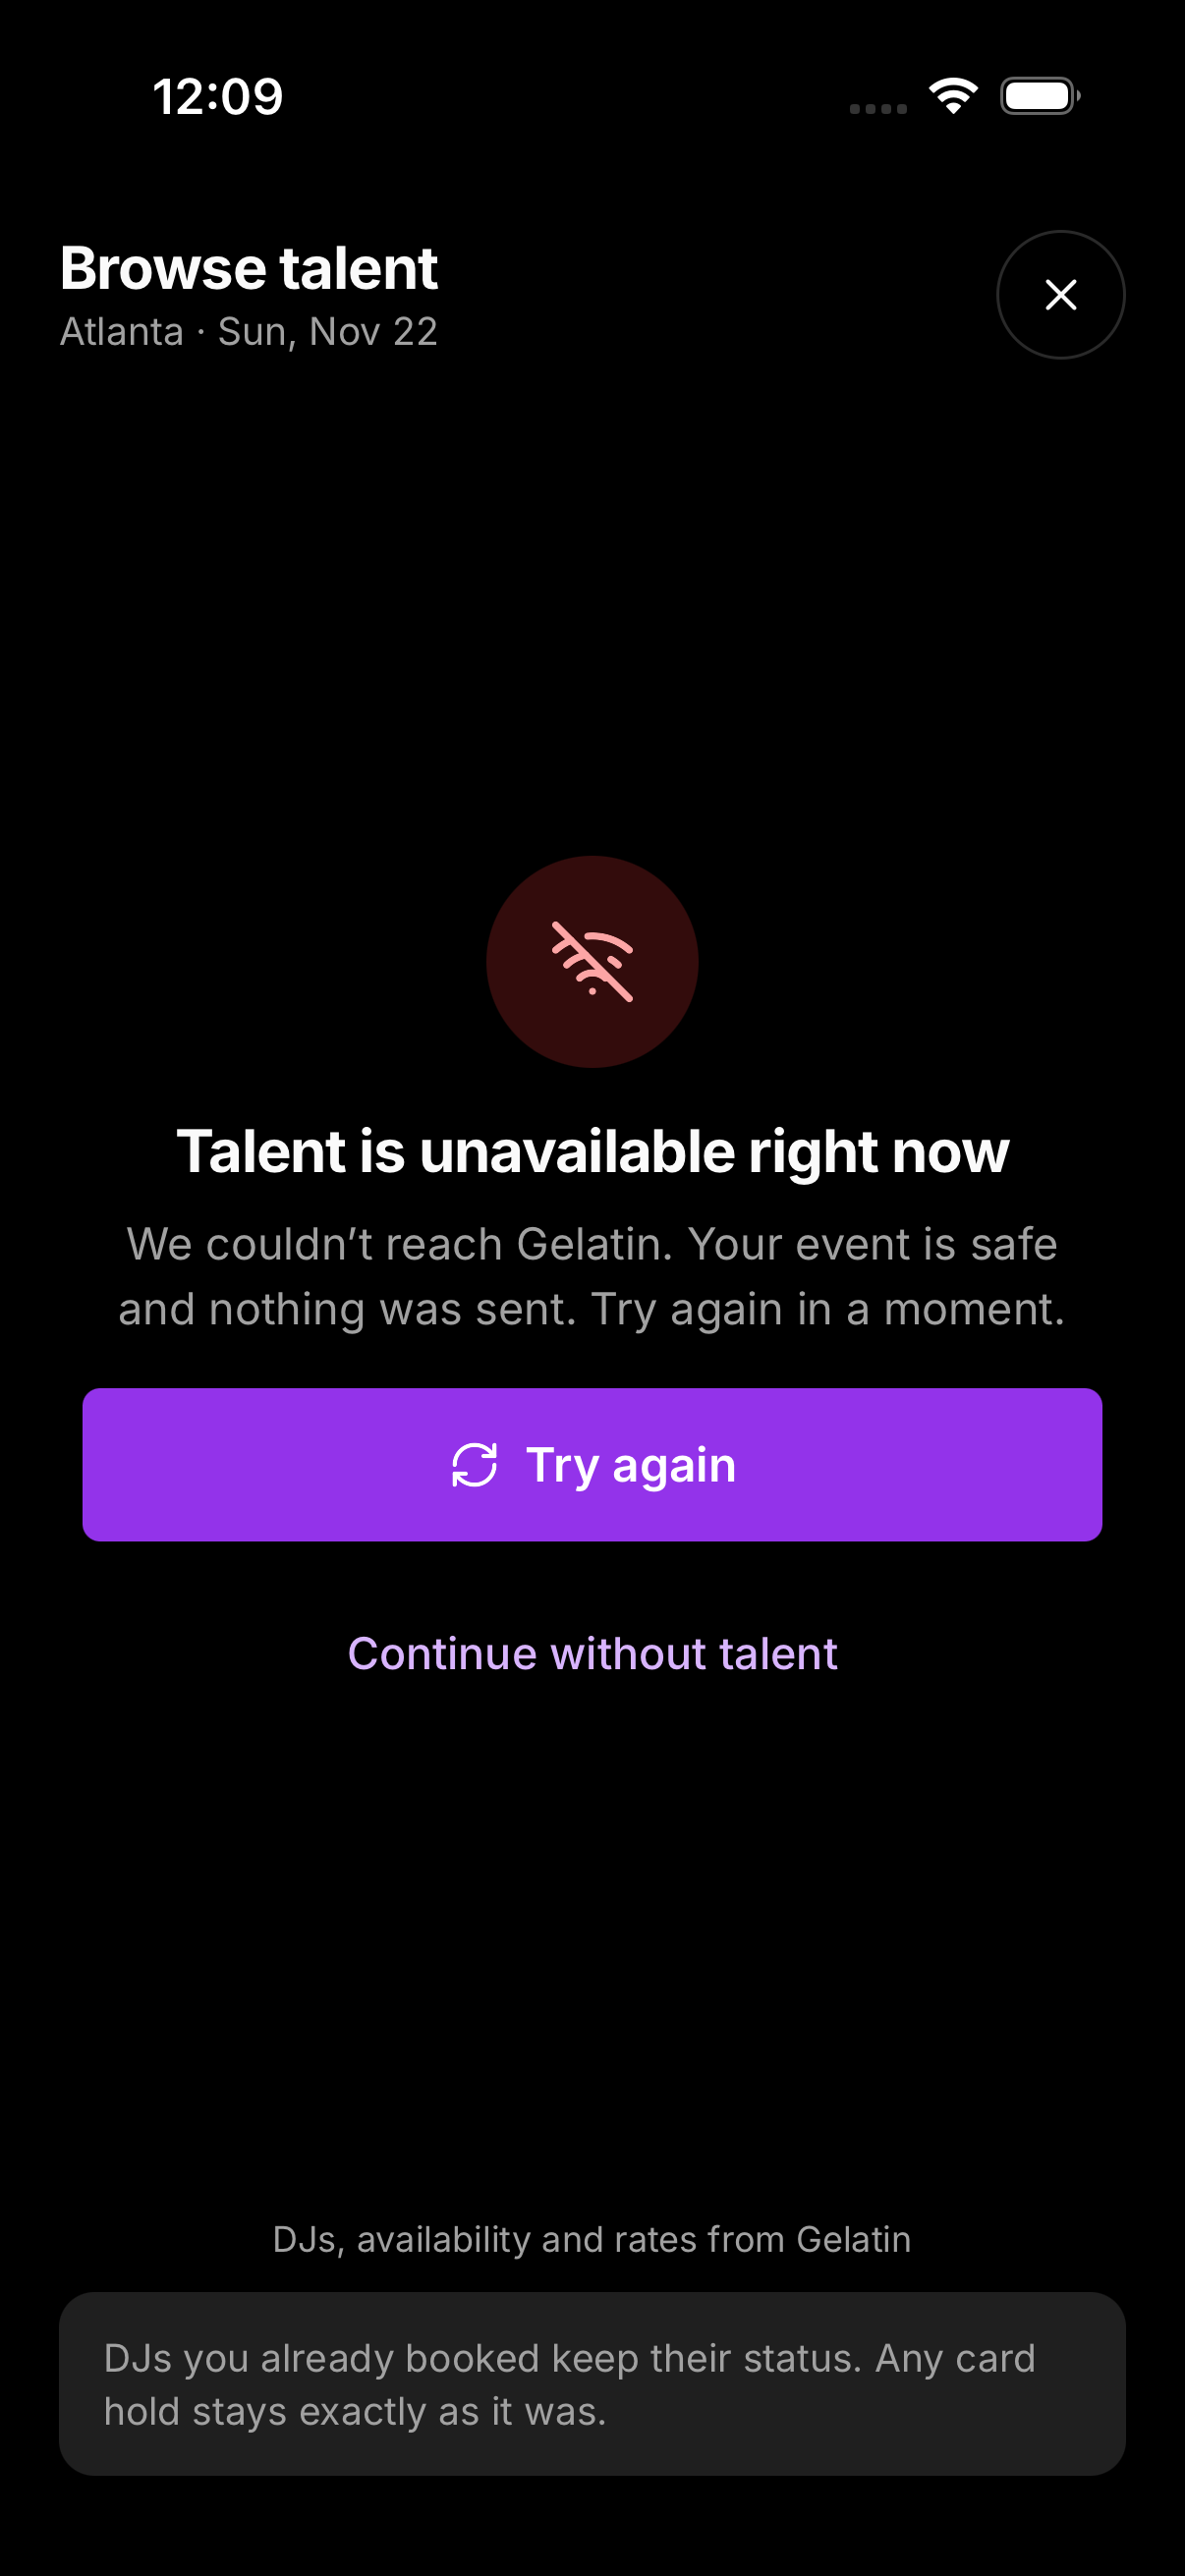 12:09
Browse talent
Atlanta · Sun, Nov 22
Talent is unavailable right now
We couldn’t reach Gelatin. Your event is safe
and nothing was sent. Try again in a moment.
Try again
Continue without talent
DJs, availability and rates from Gelatin
DJs you already booked keep their status. Any card
hold stays exactly as it was.